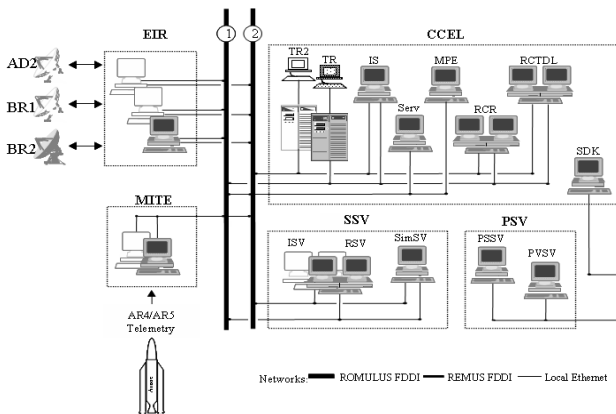 EIR
1
2
CCEL
AD2
BR1
BR2
TR2
TR
IS
MPE
RCTDL
Serv
RCR
SDK
MITE
SSV
PSV
ISV
RSV
SimSV
PSSV
PVSV
AR4/AR5
Telemetry
Networks: ROMULUS FDDI REMUS FDDI Local Ethernet